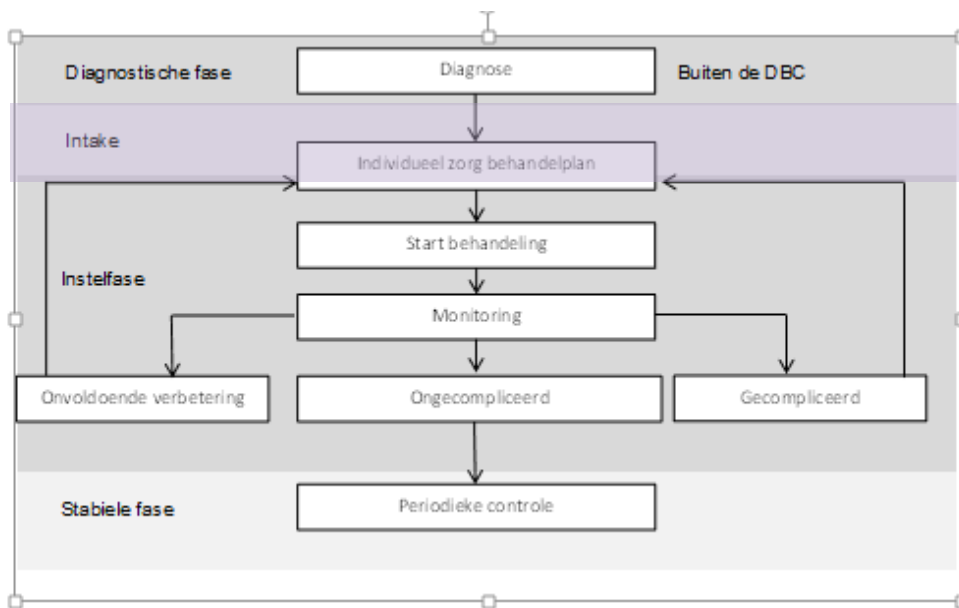 Diagnostische fase
Diagnose
Buiten de DBC
Intake
Individueel zorg behandelplan
Start behandeling
Instelfase
Monitoring
Onvoldoende verbetering
Ongecompliceerd
Gecompliceerd
Stabiele fase
Periodieke controle